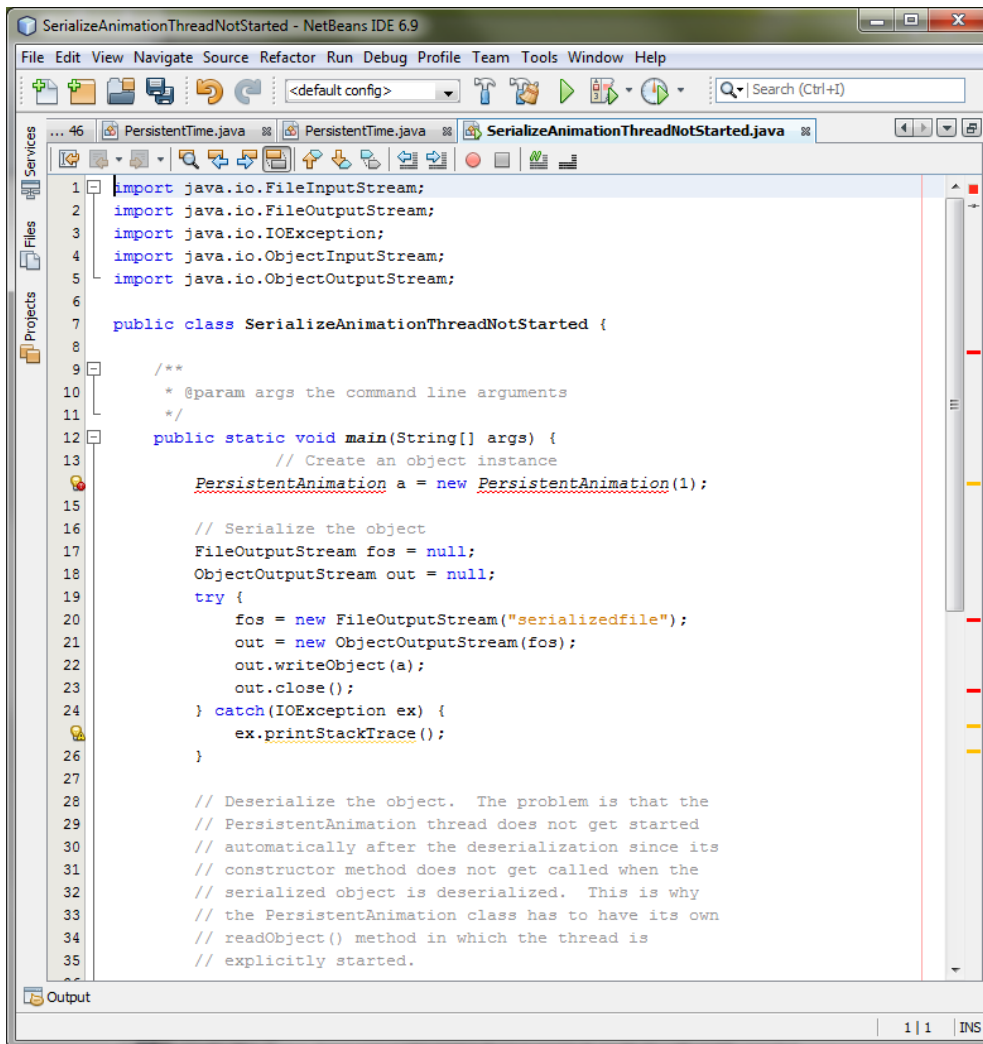 SerializeAnimationThreadNotStarted - NetBeans IDE 6.9
File Edit View Navigate Source Refactor Run Debug Profile Team Tools Window Help
<default config>
Search (Ctrl+I)
... 46 PersistentTime.java PersistentTime.java SerializeAnimationThreadNotStarted.java
Services
Files
Projects
1 import java.io.FileInputStream;
2 import java.io.FileOutputStream;
3 import java.io.IOException;
4 import java.io.ObjectInputStream;
5 import java.io.ObjectOutputStream;
6
7 public class SerializeAnimationThreadNotStarted {
8
9 /**
10 * @param args the command line arguments
11 */
12 public static void main(String[] args) {
13 // Create an object instance
PersistentAnimation a = new PersistentAnimation(1);
15
16 // Serialize the object
17 FileOutputStream fos = null;
18 ObjectOutputStream out = null;
19 try {
20 fos = new FileOutputStream("serializedfile");
21 out = new ObjectOutputStream(fos);
22 out.writeObject(a);
23 out.close();
24 } catch(IOException ex) {
ex.printStackTrace();
26 }
27
28 // Deserialize the object.  The problem is that the
29 // PersistentAnimation thread does not get started
30 // automatically after the deserialization since its
31 // constructor method does not get called when the
32 // serialized object is deserialized.  This is why
33 // the PersistentAnimation class has to have its own
34 // readObject() method in which the thread is
35 // explicitly started.
Output
1 | 1 INS